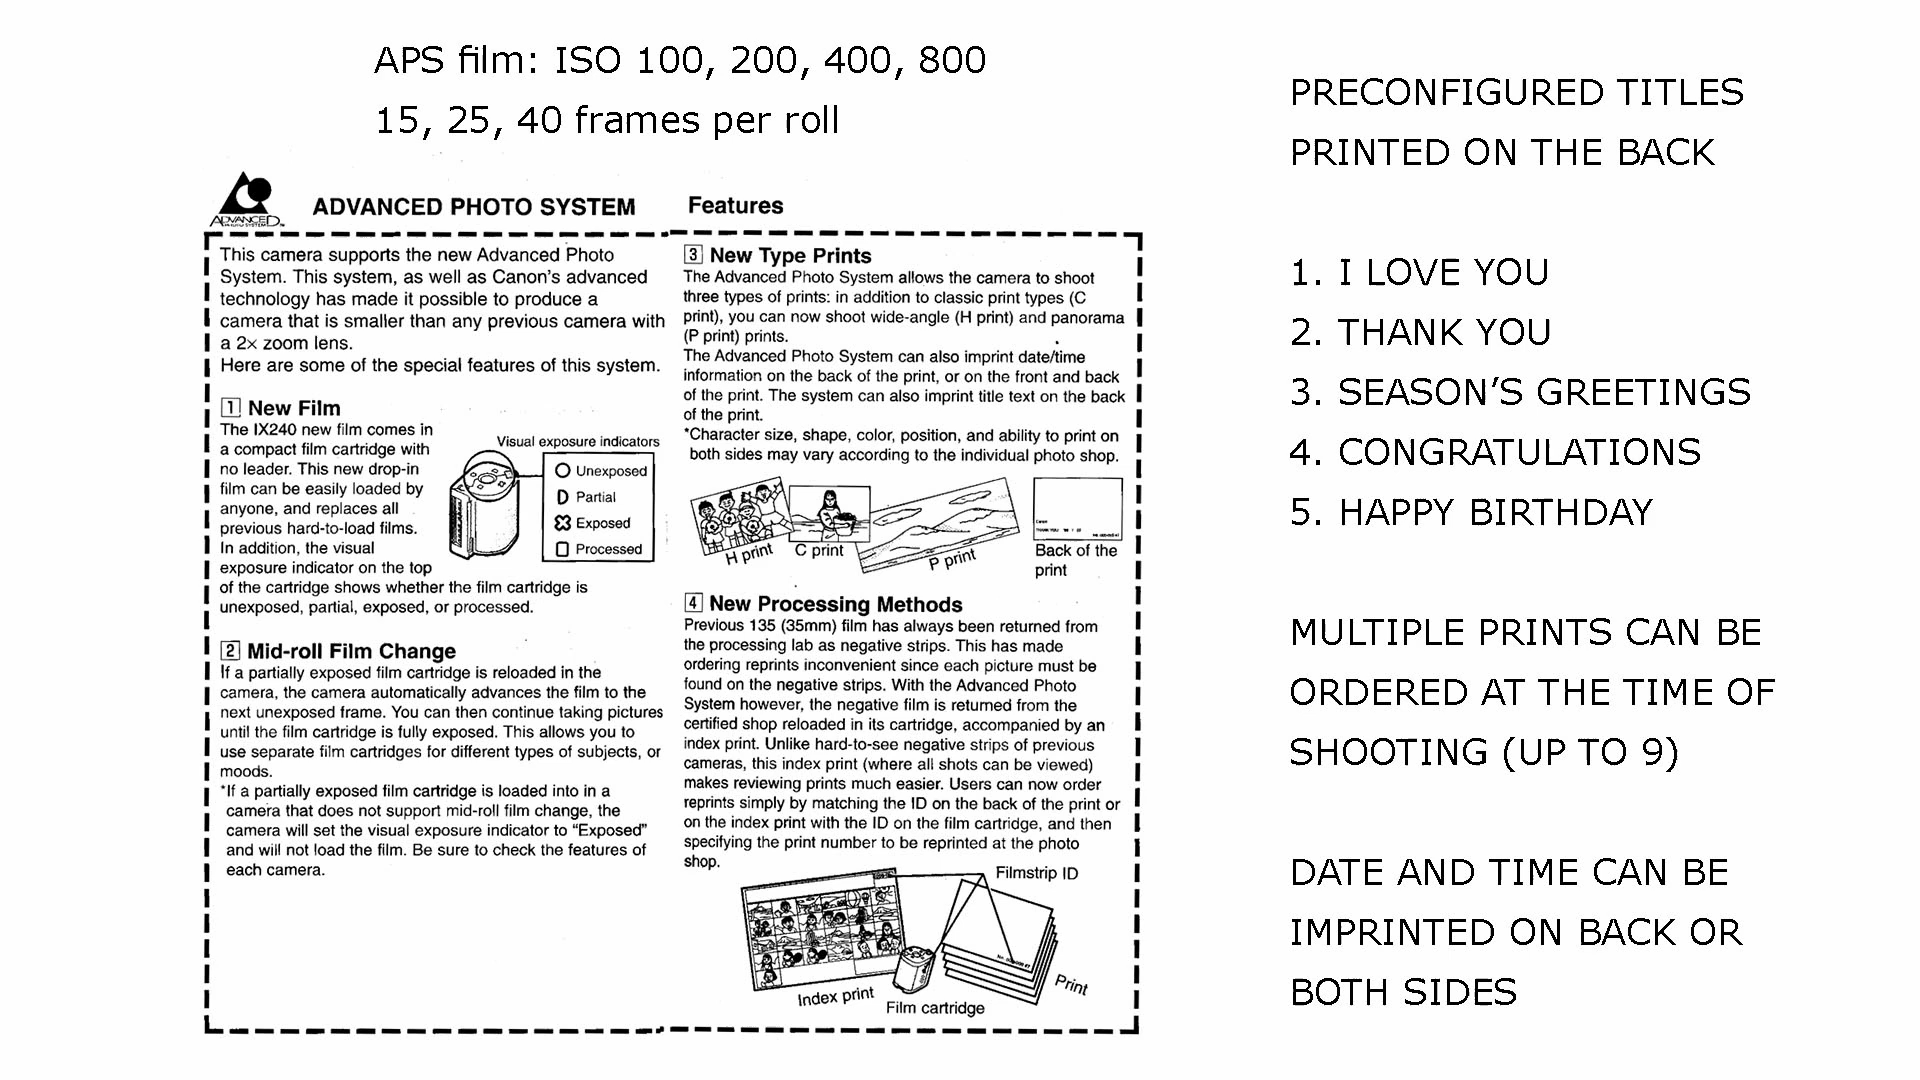 APS film: ISO 100, 200, 400, 800
15, 25, 40 frames per roll
ADVANCED
ADVANCED PHOTO SYSTEM
Features
This camera supports the new Advanced Photo
System. This system, as well as Canon's advanced
technology has made it possible to produce a
camera that is smaller than any previous camera with
a 2× zoom lens.
Here are some of the special features of this system.
1 New Film
The IX240 new film comes in
a compact film cartridge with
no leader. This new drop-in
film can be easily loaded by
anyone, and replaces all
previous hard-to-load films.
In addition, the visual
exposure indicator on the top
of the cartridge shows whether the film cartridge is
unexposed, partial, exposed, or processed.
Visual exposure indicators
Unexposed
Partial
Exposed
Processed
2 Mid-roll Film Change
If a partially exposed film cartridge is reloaded in the
camera, the camera automatically advances the film to the
next unexposed frame. You can then continue taking pictures
until the film cartridge is fully exposed. This allows you to
use separate film cartridges for different types of subjects, or
moods.
*If a partially exposed film cartridge is loaded into in a
camera that does not support mid-roll film change, the
camera will set the visual exposure indicator to "Exposed"
and will not load the film. Be sure to check the features of
each camera.
3 New Type Prints
The Advanced Photo System allows the camera to shoot
three types of prints: in addition to classic print types (C
print), you can now shoot wide-angle (H print) and panorama
(P print) prints.
The Advanced Photo System can also imprint date/time
information on the back of the print, or on the front and back
of the print. The system can also imprint title text on the back
of the print.
*Character size, shape, color, position, and ability to print on
both sides may vary according to the individual photo shop.
H print
C print
P print
Back of the
print
4 New Processing Methods
Previous 135 (35mm) film has always been returned from
the processing lab as negative strips. This has made
ordering reprints inconvenient since each picture must be
found on the negative strips. With the Advanced Photo
System however, the negative film is returned from the
certified shop reloaded in its cartridge, accompanied by an
index print. Unlike hard-to-see negative strips of previous
cameras, this index print (where all shots can be viewed)
makes reviewing prints much easier. Users can now order
reprints simply by matching the ID on the back of the print or
on the index print with the ID on the film cartridge, and then
specifying the print number to be reprinted at the photo
shop.
Filmstrip ID
Index print
Film cartridge
Print
PRECONFIGURED TITLES
PRINTED ON THE BACK
1. I LOVE YOU
2. THANK YOU
3. SEASON’S GREETINGS
4. CONGRATULATIONS
5. HAPPY BIRTHDAY
MULTIPLE PRINTS CAN BE
ORDERED AT THE TIME OF
SHOOTING (UP TO 9)
DATE AND TIME CAN BE
IMPRINTED ON BACK OR
BOTH SIDES